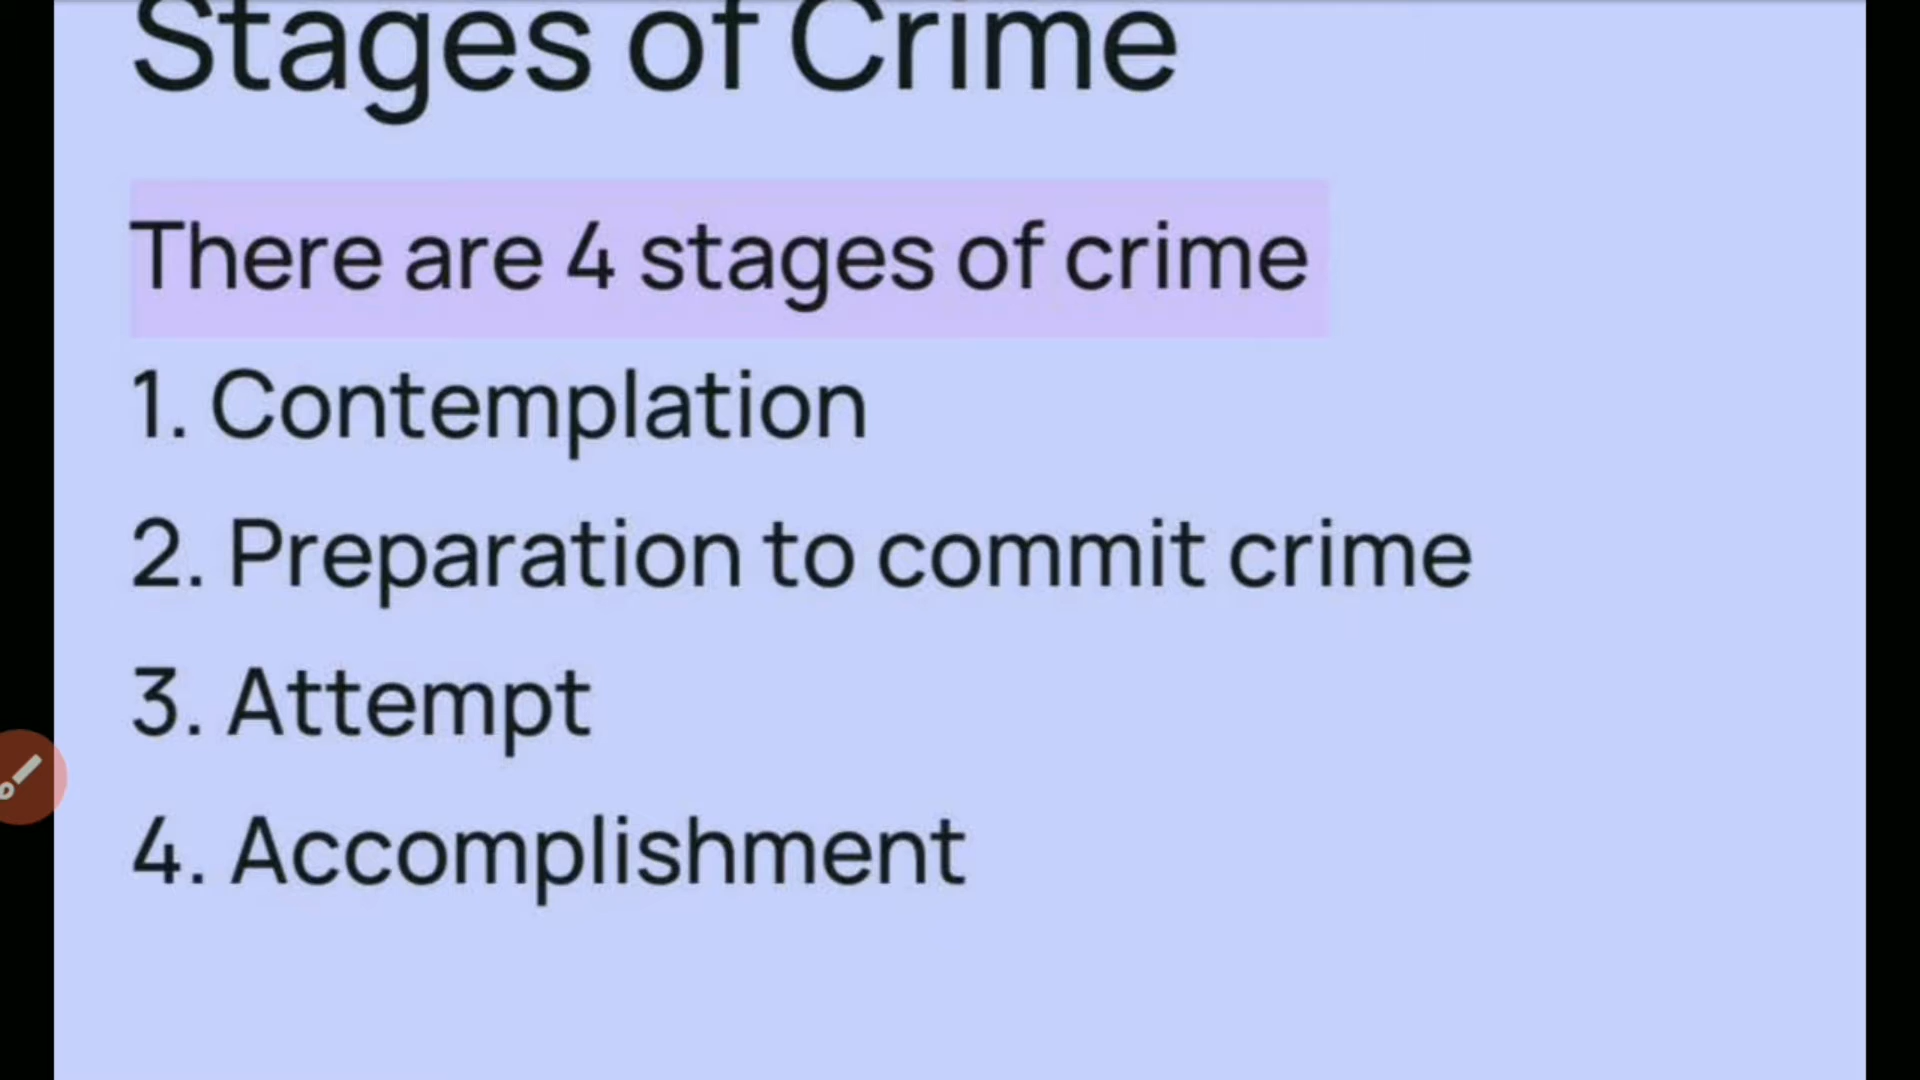 Stages of Crime
There are 4 stages of crime
1. Contemplation
2. Preparation to commit crime
3. Attempt
4. Accomplishment